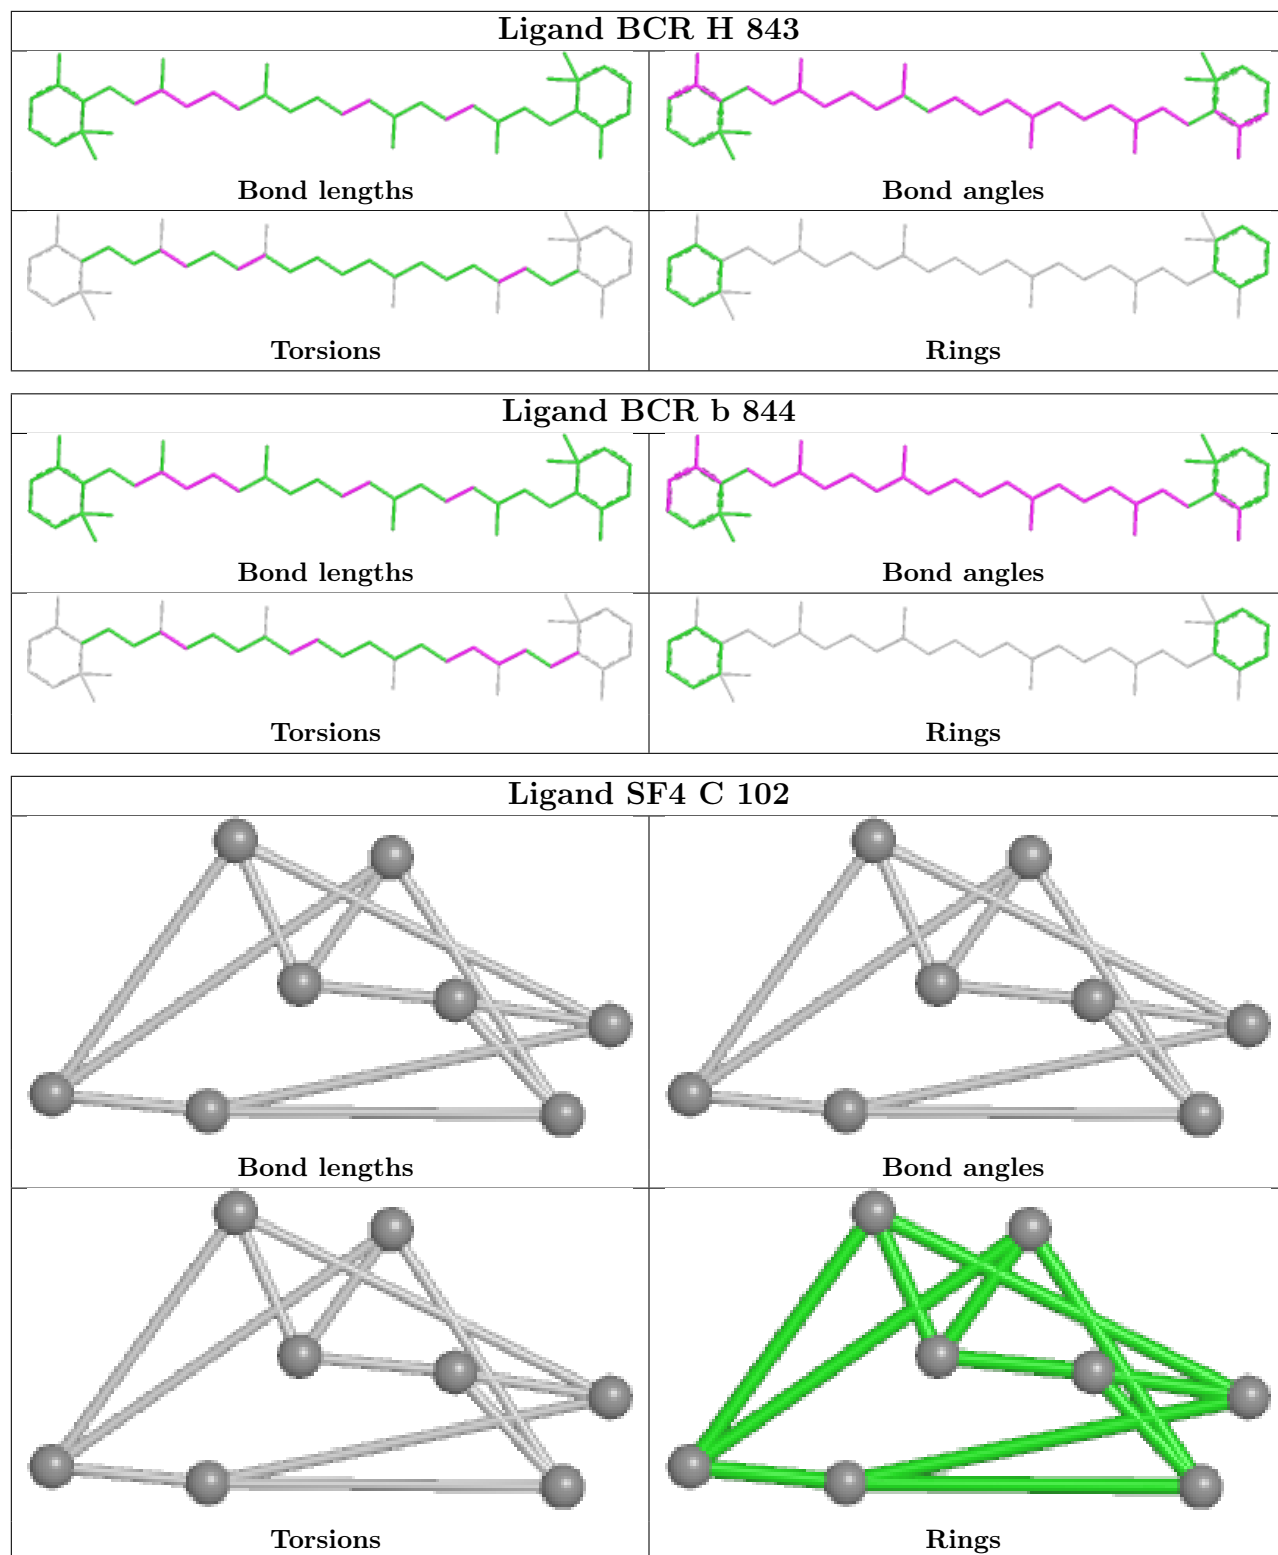 Ligand BCR H 843
Bond lengths
Bond angles
Torsions
Rings
Ligand BCR b 844
Bond lengths
Bond angles
Torsions
Rings
Ligand SF4 C 102
Bond lengths
Bond angles
Torsions
Rings